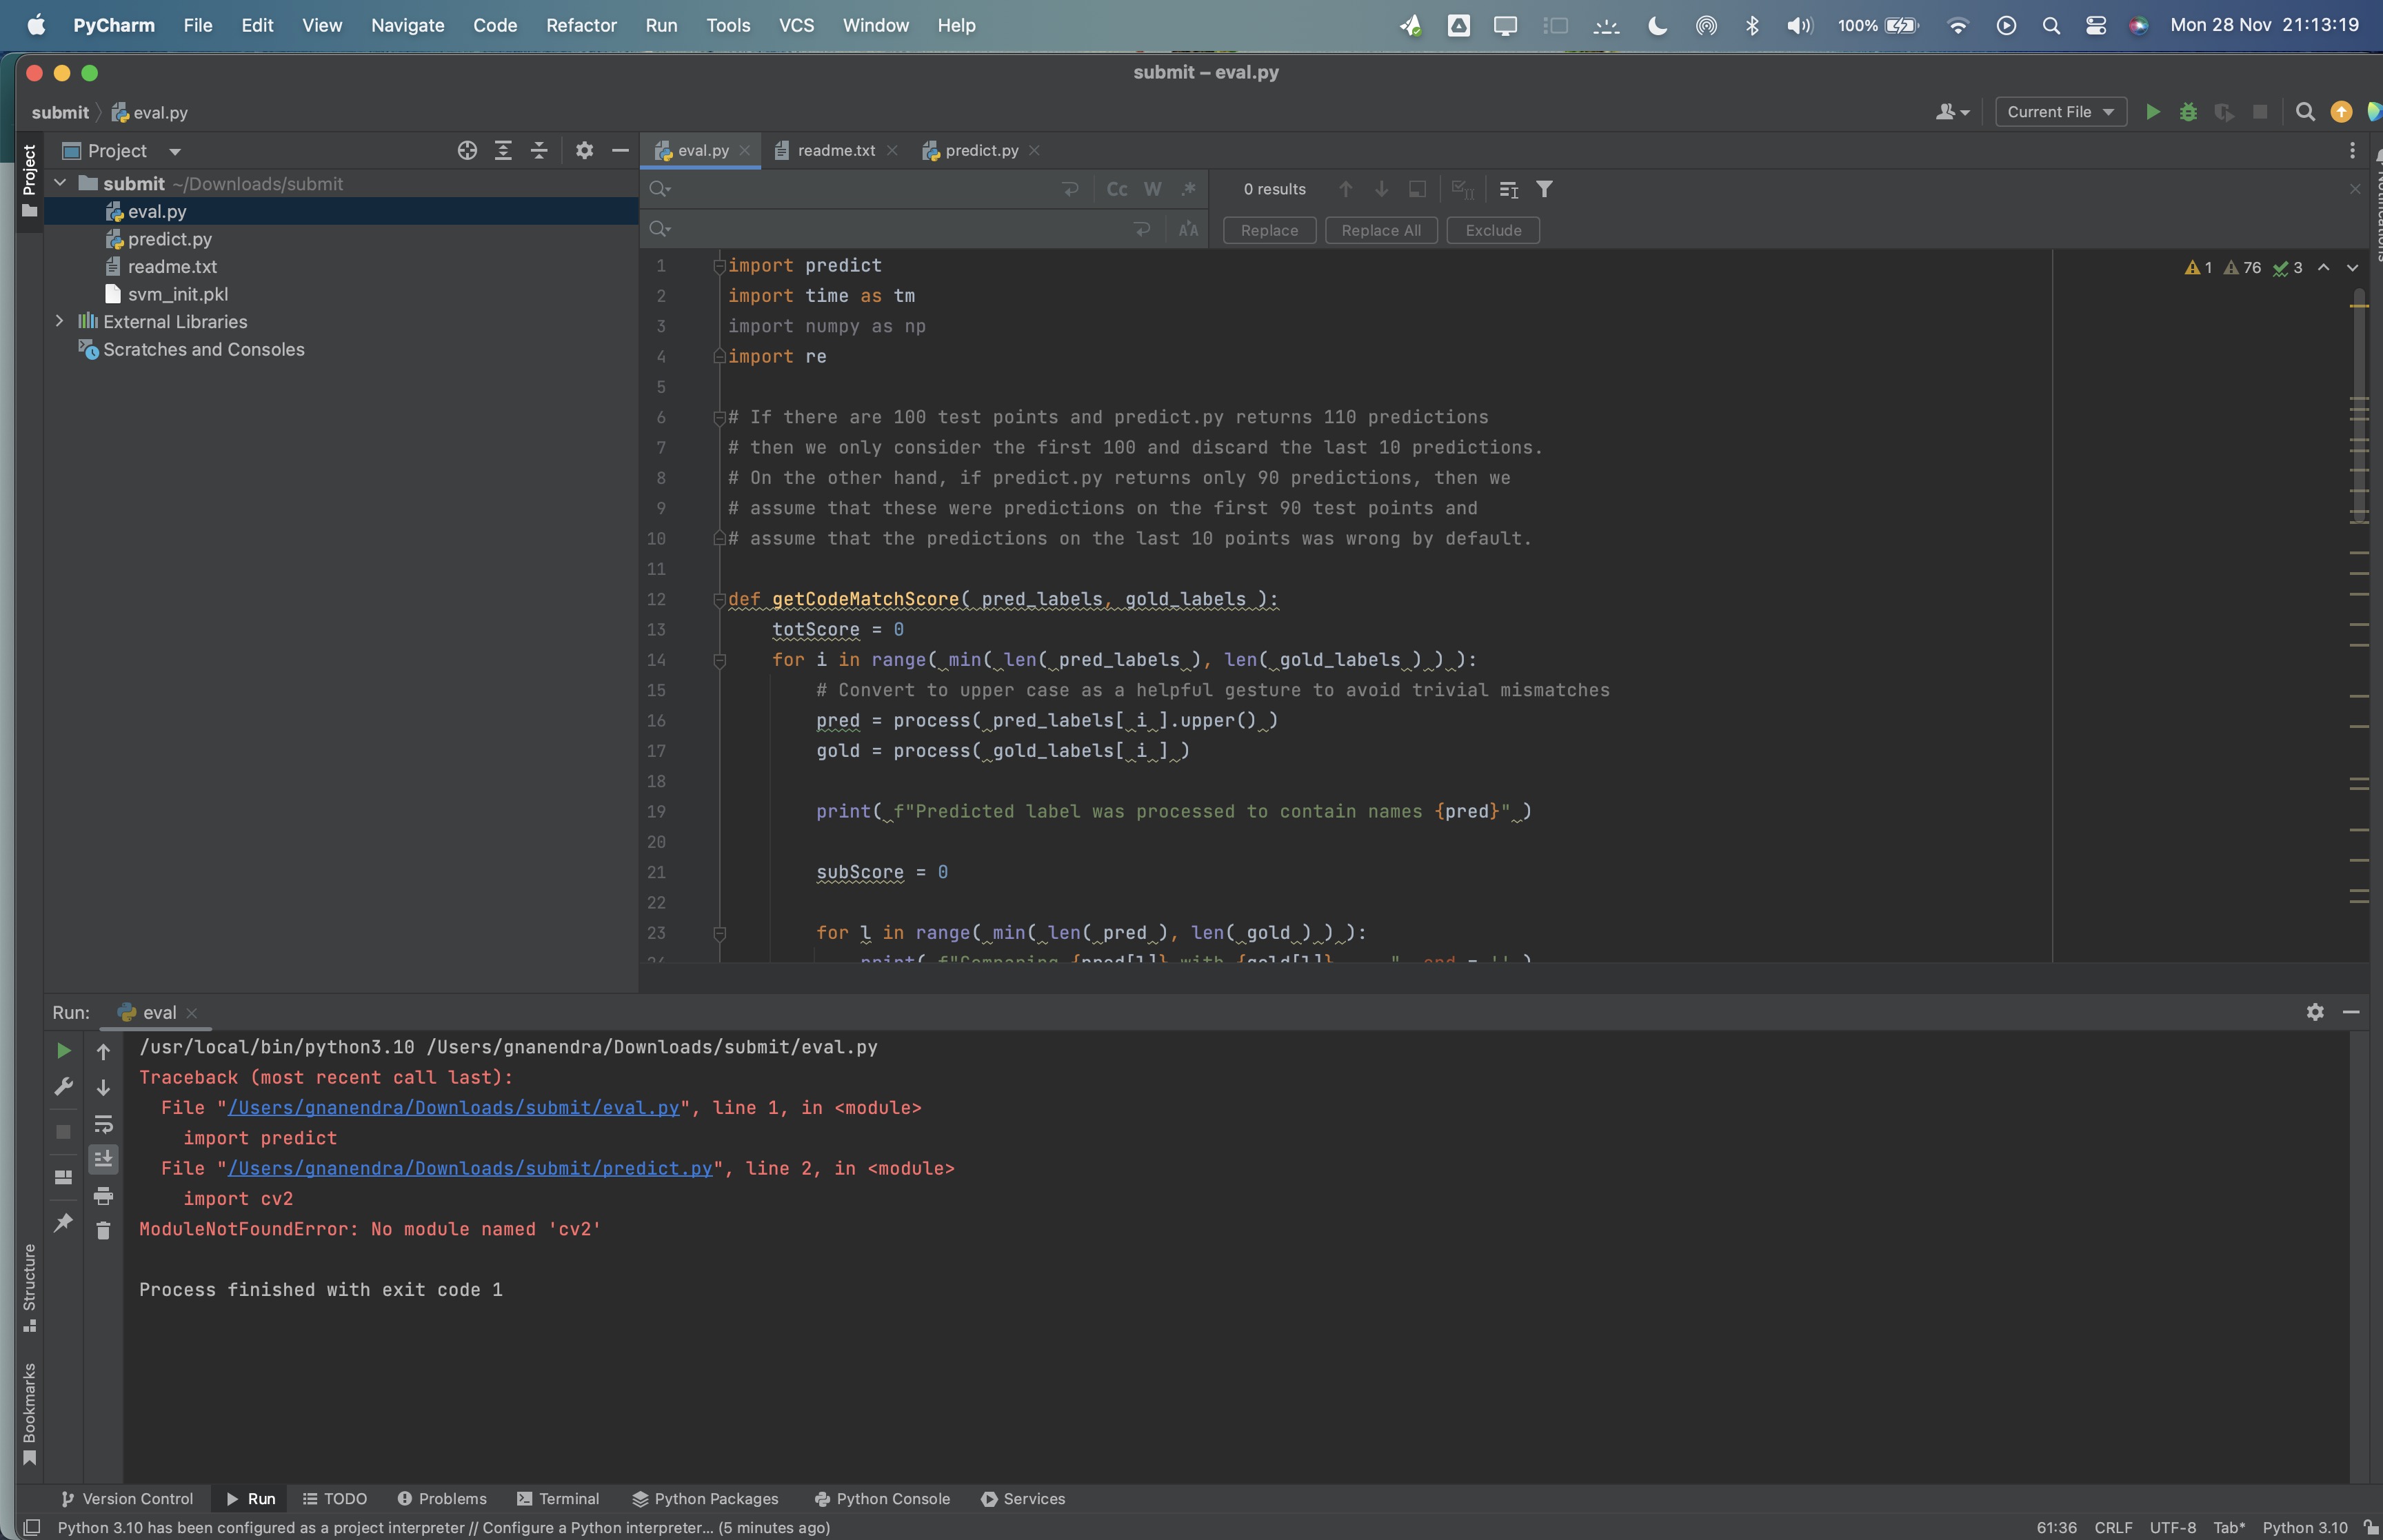 PyCharm File Edit View Navigate Code Refactor Run Tools VCS Window Help 100% Mon 28 Nov 21:13:19
submit – eval.py
submit eval.py Current File
Project eval.py readme.txt predict.py
Project
Notifications
submit ~/Downloads/submit
eval.py
predict.py
readme.txt
svm_init.pkl
External Libraries
Scratches and Consoles
Cc W .* 0 results
Replace Replace All Exclude
1 76 3
1 import predict
2 import time as tm
3 import numpy as np
4 import re
5
6 # If there are 100 test points and predict.py returns 110 predictions
7 # then we only consider the first 100 and discard the last 10 predictions.
8 # On the other hand, if predict.py returns only 90 predictions, then we
9 # assume that these were predictions on the first 90 test points and
10 # assume that the predictions on the last 10 points was wrong by default.
11
12 def getCodeMatchScore( pred_labels, gold_labels ):
13 totScore = 0
14 for i in range( min( len( pred_labels ), len( gold_labels ) ) ):
15 # Convert to upper case as a helpful gesture to avoid trivial mismatches
16 pred = process( pred_labels[ i ].upper() )
17 gold = process( gold_labels[ i ] )
18
19 print( f"Predicted label was processed to contain names {pred}" )
20
21 subScore = 0
22
23 for l in range( min( len( pred ), len( gold ) ) ):
24 print( f"Comparing {pred[l]} with {gold[l]} ", end = '' )
Run: eval
/usr/local/bin/python3.10 /Users/gnanendra/Downloads/submit/eval.py
Traceback (most recent call last):
File "/Users/gnanendra/Downloads/submit/eval.py", line 1, in <module>
import predict
File "/Users/gnanendra/Downloads/submit/predict.py", line 2, in <module>
import cv2
ModuleNotFoundError: No module named 'cv2'
Process finished with exit code 1
Structure
Bookmarks
Version Control Run TODO Problems Terminal Python Packages Python Console Services
Python 3.10 has been configured as a project interpreter // Configure a Python interpreter... (5 minutes ago) 61:36 CRLF UTF-8 Tab* Python 3.10